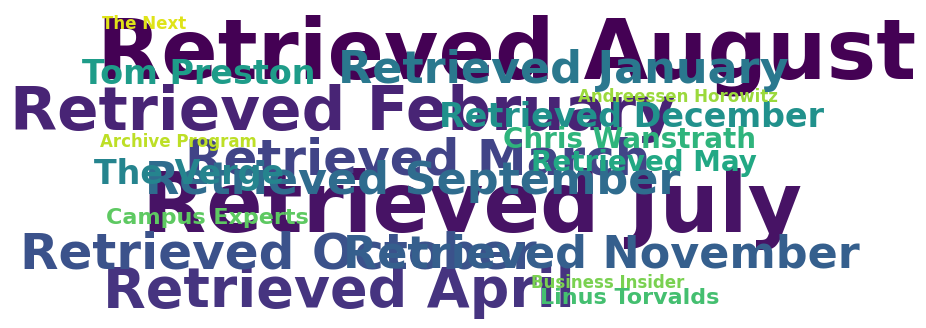 The Next
Retrieved August
Tom Preston
Retrieved January
Andreessen Horowitz
Retrieved February
Retrieved December
Chris Wanstrath
Archive Program
Retrieved March
Retrieved May
The Verge
Retrieved September
Retrieved July
Campus Experts
Retrieved October
Retrieved November
Business Insider
Retrieved April
Linus Torvalds